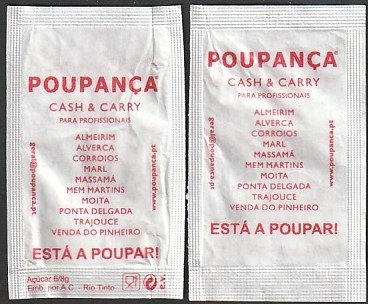 POUPANÇA®
CASH & CARRY
PARA PROFISSIONAIS
ALMEIRIM
ALVERCA
CORROIOS
MARL
MASSAMÁ
MEM MARTINS
MOITA
PONTA DELGADA
TRAJOUCE
VENDA DO PINHEIRO
geral@poupanca.pt
www.poupanca.pt
ESTÁ A POUPAR!
Açúcar 6/8g
Emb. por A.C. - Rio Tinto
POUPANÇA®
CASH & CARRY
PARA PROFISSIONAIS
ALMEIRIM
ALVERCA
CORROIOS
MARL
MASSAMÁ
MEM MARTINS
MOITA
PONTA DELGADA
TRAJOUCE
VENDA DO PINHEIRO
geral@poupanca.pt
www.poupanca.pt
ESTÁ A POUPAR!